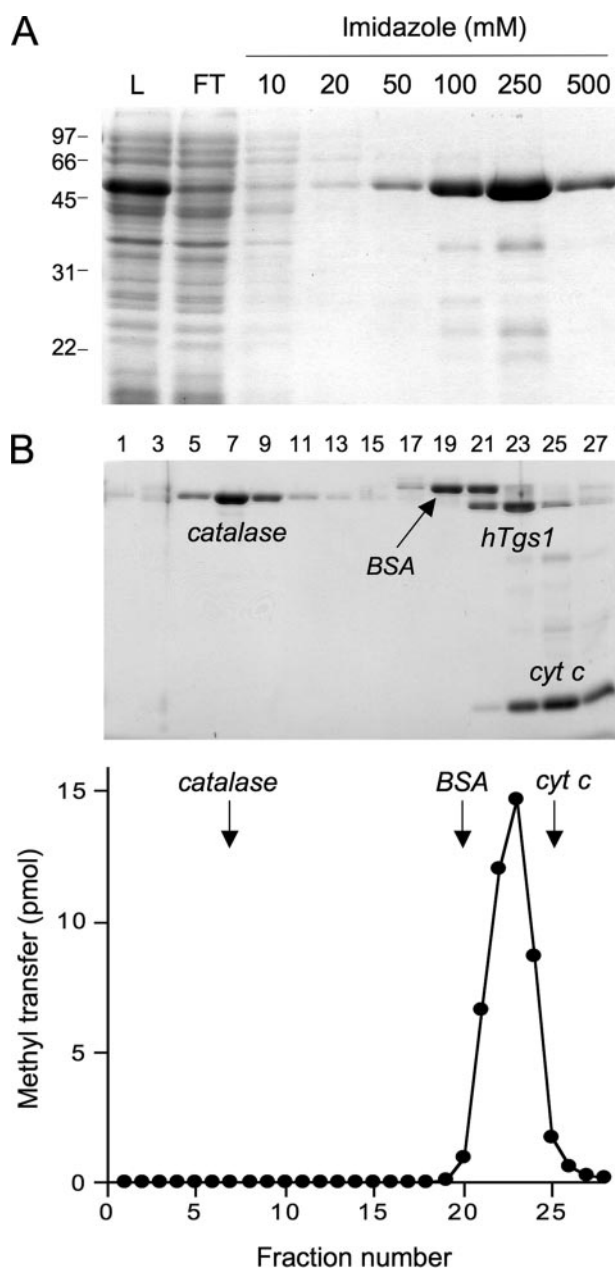 A
Imidazole (mM)
L FT 10 20 50 100 250 500
97
66
45
31
22
B
1 3 5 7 9 11 13 15 17 19 21 23 25 27
catalase
BSA
hTgs1
cyt c
catalase BSA cyt c
15
10
5
0
Methyl transfer (pmol)
0 5 10 15 20 25
Fraction number